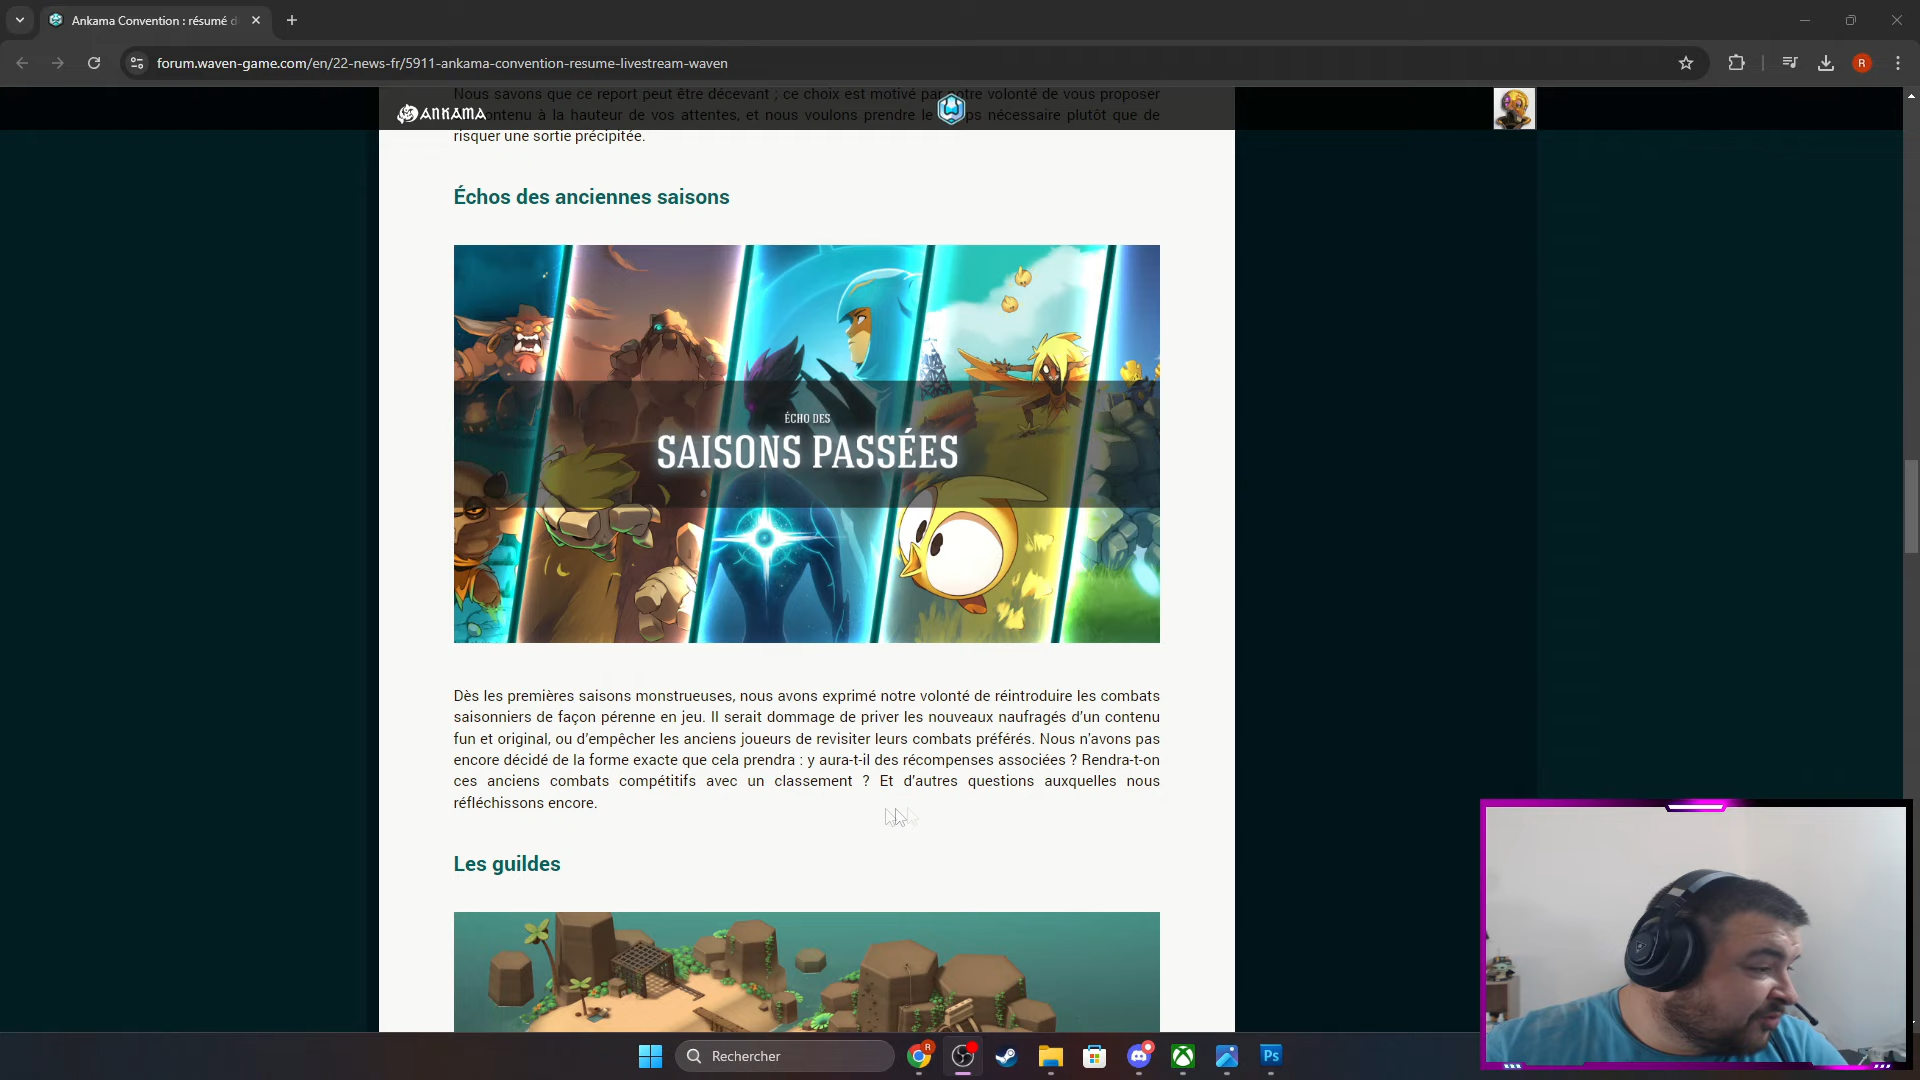 Ankama Convention : résumé d
forum.waven-game.com/en/22-news-fr/5911-ankama-convention-resume-livestream-waven
R
ANKAMA
Nous savons que ce report peut être décevant ; ce choix est motivé par notre volonté de vous proposer
contenu à la hauteur de vos attentes, et nous voulons prendre le nécessaire plutôt que de
risquer une sortie précipitée.
Échos des anciennes saisons
ÉCHO DES
SAISONS PASSÉES
Dès les premières saisons monstrueuses, nous avons exprimé notre volonté de réintroduire les combats
saisonniers de façon pérenne en jeu. Il serait dommage de priver les nouveaux naufragés d'un contenu
fun et original, ou d'empêcher les anciens joueurs de revisiter leurs combats préférés. Nous n'avons pas
encore décidé de la forme exacte que cela prendra : y aura-t-il des récompenses associées ? Rendra-t-on
ces anciens combats compétitifs avec un classement ? Et d'autres questions auxquelles nous
réfléchissons encore.
Les guildes
Rechercher
R
Ps